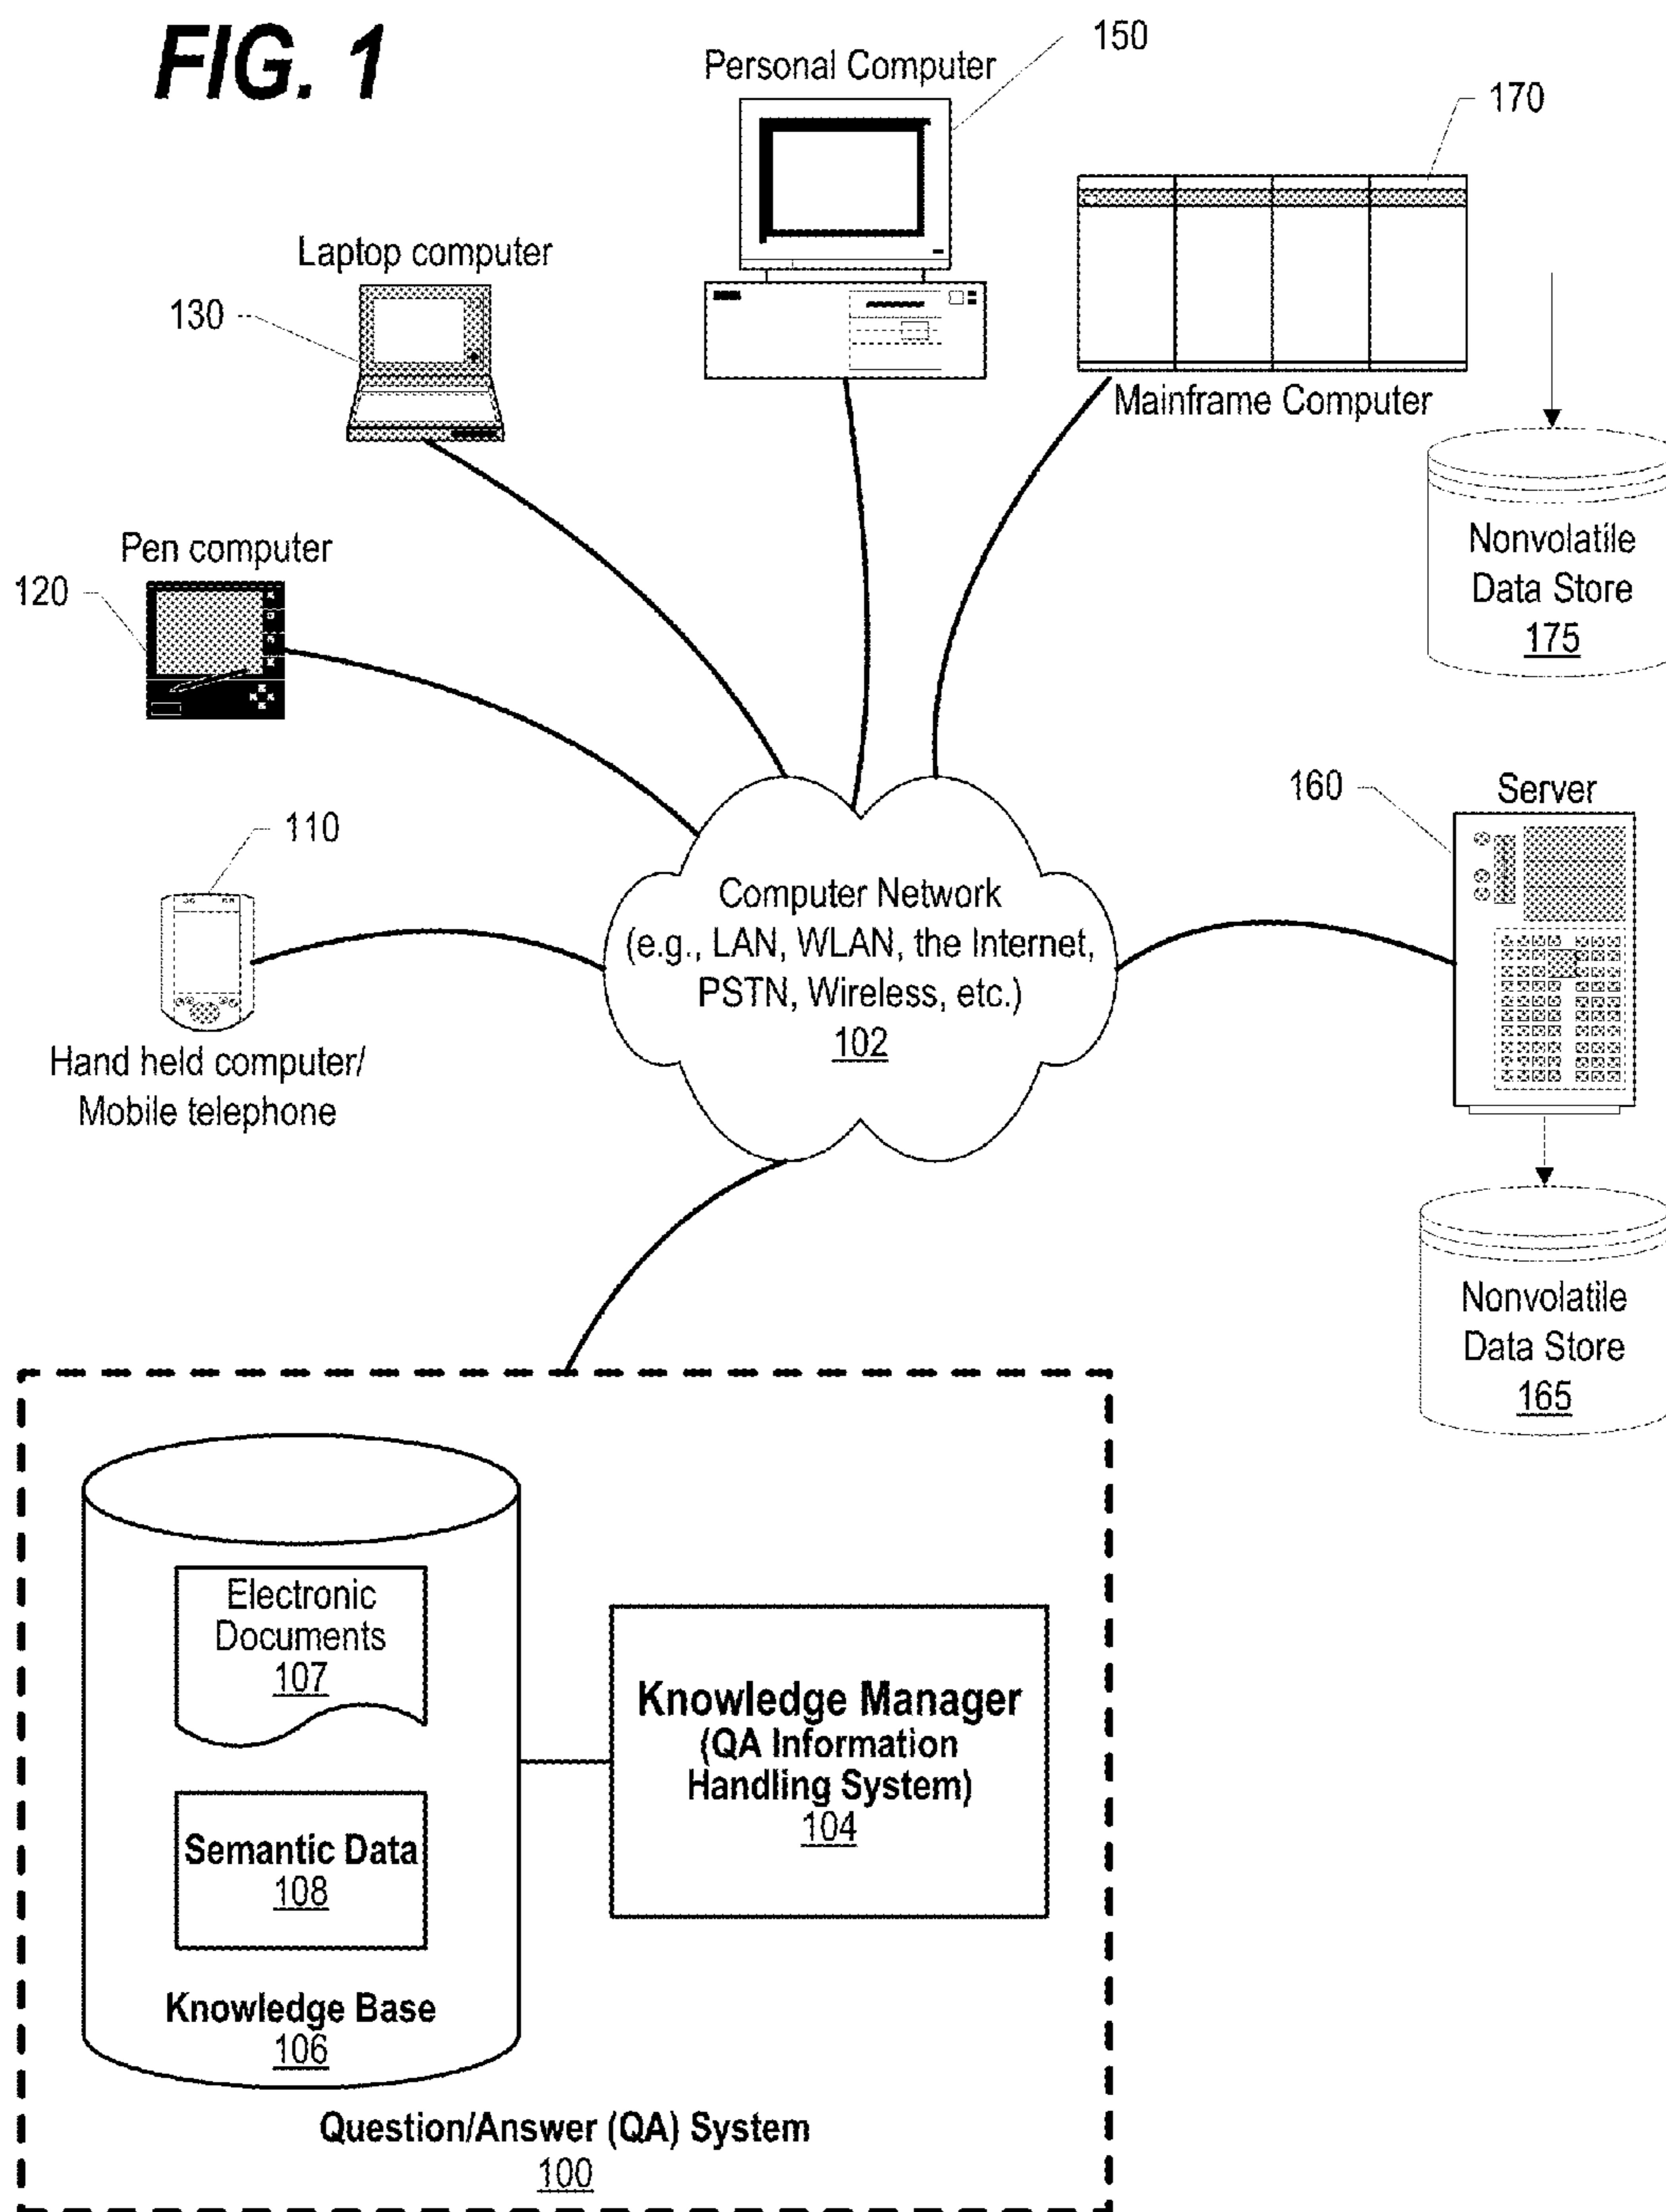 FIG. 1
Personal Computer
150
170
Laptop computer
130
Mainframe Computer
Nonvolatile
Data Store
175
Pen computer
120
160
Server
110
Computer Network
(e.g., LAN, WLAN, the Internet,
PSTN, Wireless, etc.)
102
Hand held computer/
Mobile telephone
Nonvolatile
Data Store
165
Electronic
Documents
107
Knowledge Manager
(QA Information
Handling System)
104
Semantic Data
108
Knowledge Base
106
Question/Answer (QA) System
100